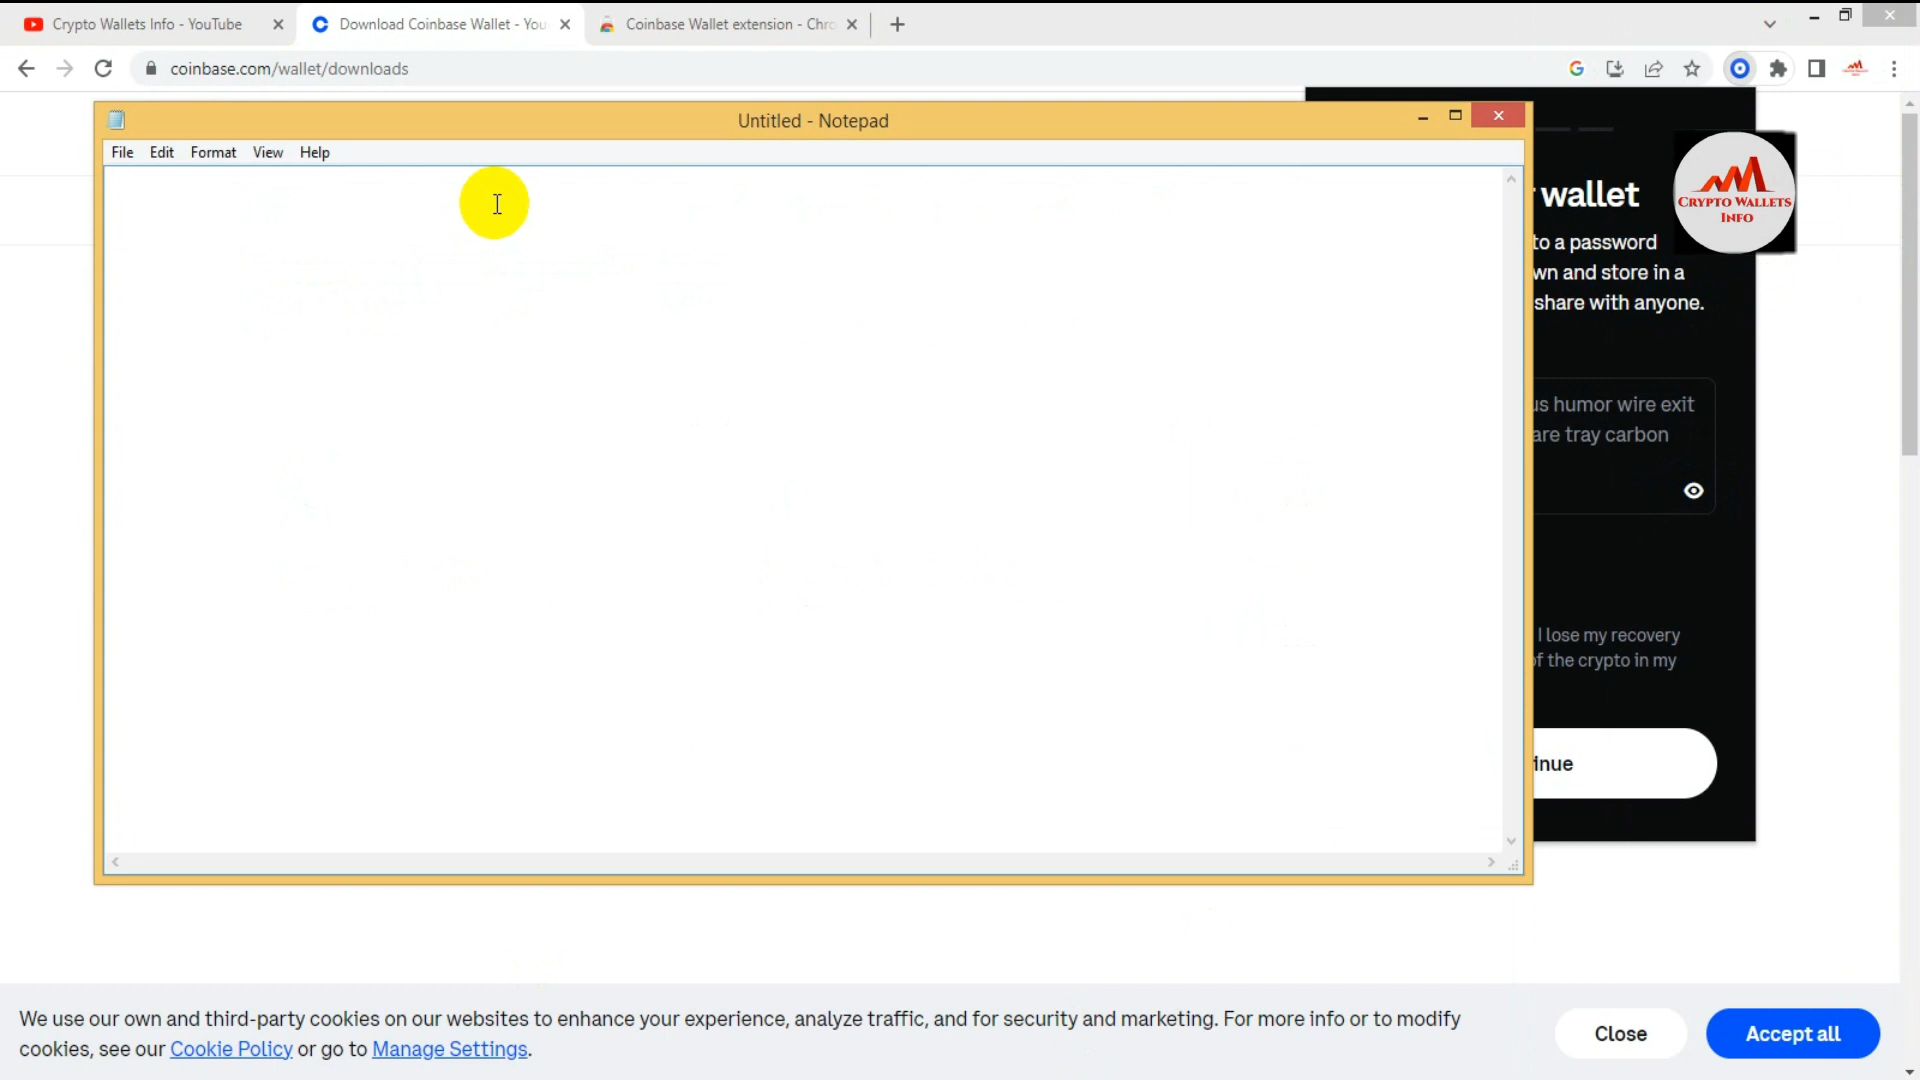 Crypto Wallets Info - YouTube
Download Coinbase Wallet - You
Coinbase Wallet extension - Chro
coinbase.com/wallet/downloads
Untitled - Notepad
File Edit Format View Help
wallet
to a password
wn and store in a
share with anyone.
CRYPTO WALLETS
INFO
us humor wire exit
are tray carbon
I lose my recovery
of the crypto in my
inue
We use our own and third-party cookies on our websites to enhance your experience, analyze traffic, and for security and marketing. For more info or to modify
cookies, see our Cookie Policy or go to Manage Settings.
Close
Accept all